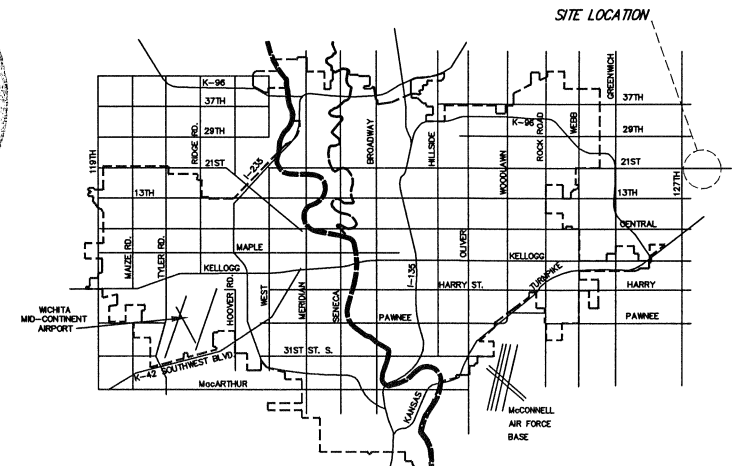 SITE LOCATION
GREENWICH
K-96
37TH
37TH
K-96
ROCK ROAD
WEBB
29TH
29TH
RIDGE RD.
BROADWAY
HILLSIDE
119TH
21ST
I-235
WOODLAWN
21ST
127TH
13TH
13TH
CENTRAL
MAIZE RD.
TYLER RD.
MAPLE
OLIVER
KELLOGG
KELLOGG
HOOVER RD.
WEST
MERIDIAN
SENECA
I-135
HARRY ST.
TURNPIKE
HARRY
WICHITA
MID-CONTINENT
AIRPORT
PAWNEE
PAWNEE
31ST ST. S.
K-42 SOUTHWEST BLVD.
MacARTHUR
KANSAS
McCONNELL
AIR FORCE
BASE